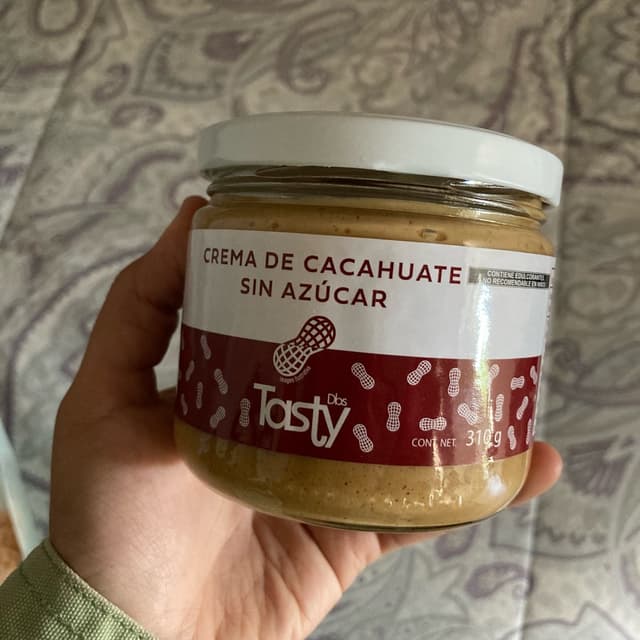 CREMA DE CACAHUATE
SIN AZÚCAR
CONTIENE EDULCORANTES,
NO RECOMENDABLE EN NIÑOS
Dbs
Tasty
CONT. NET. 310 g